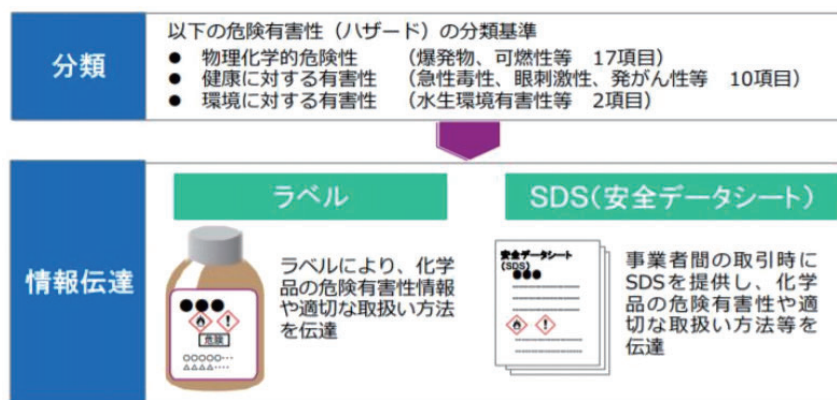 分類
以下の危険有害性（ハザード）の分類基準
● 物理化学的危険性 （爆発物、可燃性等 17項目）
● 健康に対する有害性 （急性毒性、眼刺激性、発がん性等 10項目）
● 環境に対する有害性 （水生環境有害性等 2項目）
情報伝達
ラベル
●●●
危険
○○○○○…
△△△△….
ラベルにより、化学
品の危険有害性情報
や適切な取扱い方法
を伝達
SDS（安全データシート）
安全データシート
（SDS）
●●●
事業者間の取引時に
SDSを提供し、化学
品の危険有害性や適
切な取扱い方法等を
伝達